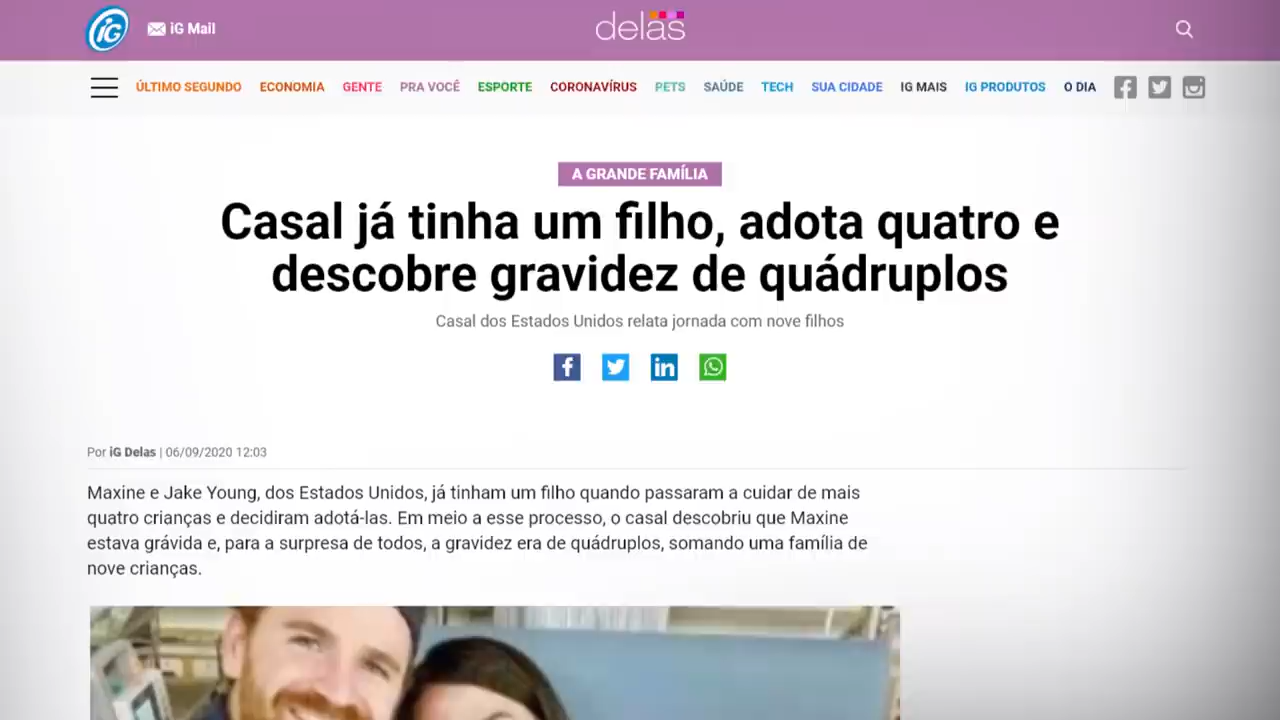 iG
iG Mail
delas
ÚLTIMO SEGUNDO ECONOMIA GENTE PRA VOCÊ ESPORTE CORONAVÍRUS PETS SAÚDE TECH SUA CIDADE IG MAIS IG PRODUTOS O DIA
A GRANDE FAMÍLIA
Casal já tinha um filho, adota quatro e
descobre gravidez de quádruplos
Casal dos Estados Unidos relata jornada com nove filhos
Por iG Delas | 06/09/2020 12:03
Maxine e Jake Young, dos Estados Unidos, já tinham um filho quando passaram a cuidar de mais
quatro crianças e decidiram adotá-las. Em meio a esse processo, o casal descobriu que Maxine
estava grávida e, para a surpresa de todos, a gravidez era de quádruplos, somando uma família de
nove crianças.